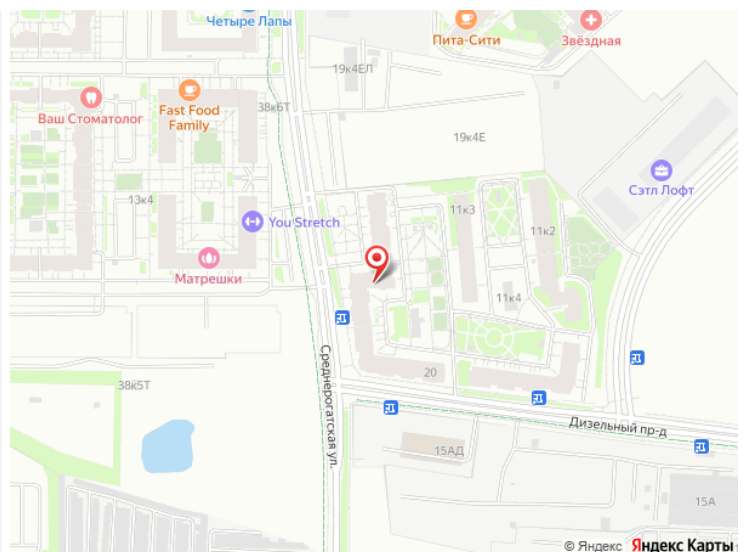 Четыре Лапы
Пита-Сити
Звёздная
19к4ЕЛ
Ваш Стоматолог
Fast Food
Family
38к6Т
19к4Е
Сэтл Лофт
13к4
You Stretch
11к3
11к2
Матрешки
11к4
Среднерогатская ул.
20
38к5Т
Дизельный пр-д
15АД
15А
© Яндекс Яндекс Карты